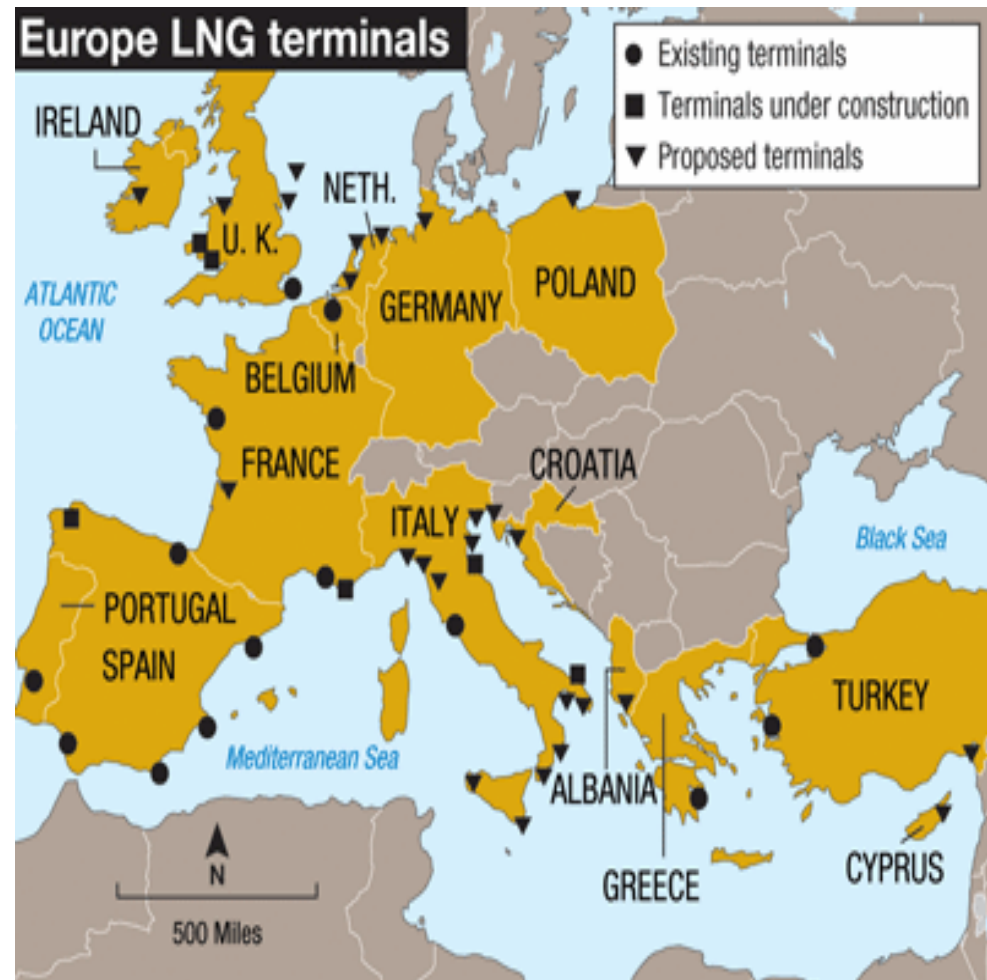 Europe LNG terminals
Existing terminals
Terminals under construction
Proposed terminals
IRELAND
NETH.
U. K.
ATLANTIC
OCEAN
GERMANY
POLAND
BELGIUM
FRANCE
CROATIA
ITALY
Black Sea
PORTUGAL
SPAIN
TURKEY
Mediterranean Sea
ALBANIA
CYPRUS
GREECE
N
500 Miles